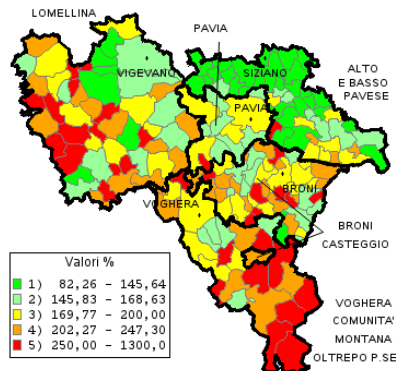 LOMELLINA
PAVIA
VIGEVANO
SIZIANO
ALTO
E BASSO
PAVESE
PAVIA
VOGHERA
BRONI
BRONI
CASTEGGIO
Valori %
1) 82,26 - 145,64
2) 145,83 - 168,63
3) 169,77 - 200,00
4) 202,27 - 247,30
5) 250,00 - 1300,0
VOGHERA
COMUNITA'
MONTANA
OLTREPO P.SE